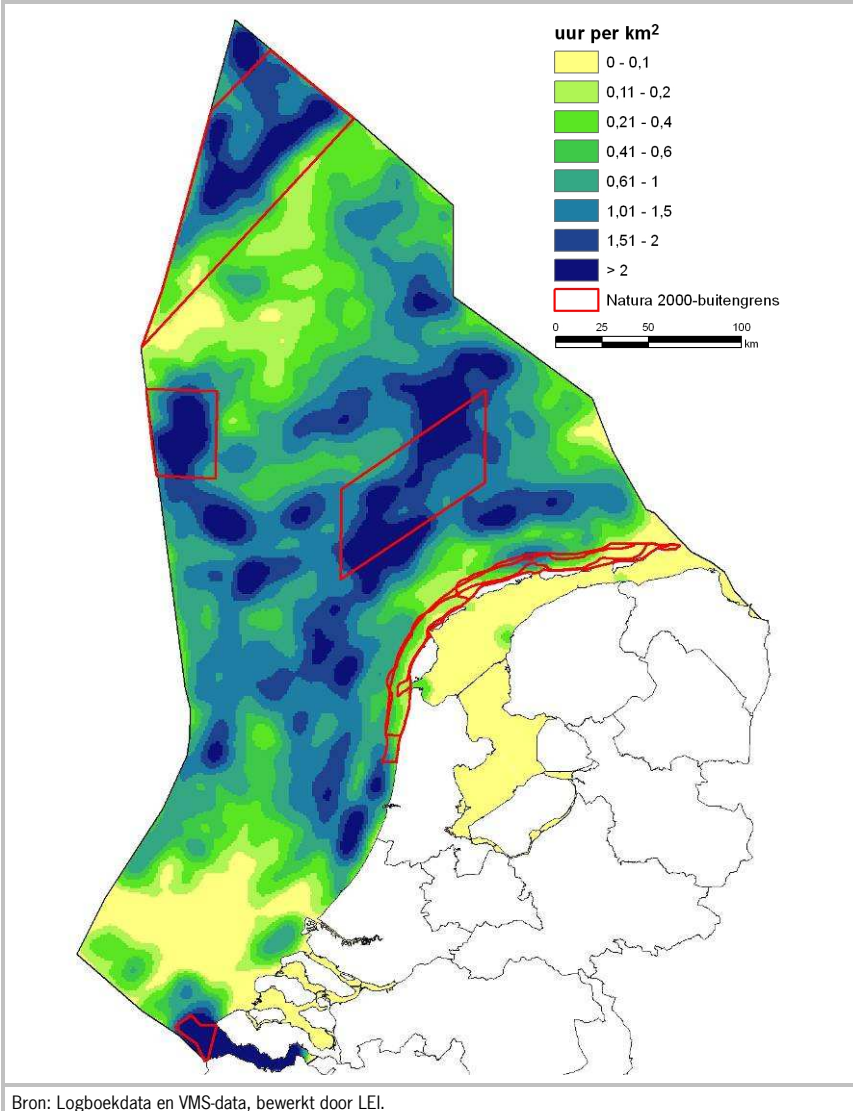 uur per km²
0 - 0,1
0,11 - 0,2
0,21 - 0,4
0,41 - 0,6
0,61 - 1
1,01 - 1,5
1,51 - 2
> 2
Natura 2000-buitengrens
0 25 50 100
km
Bron: Logboekdata en VMS-data, bewerkt door LEI.